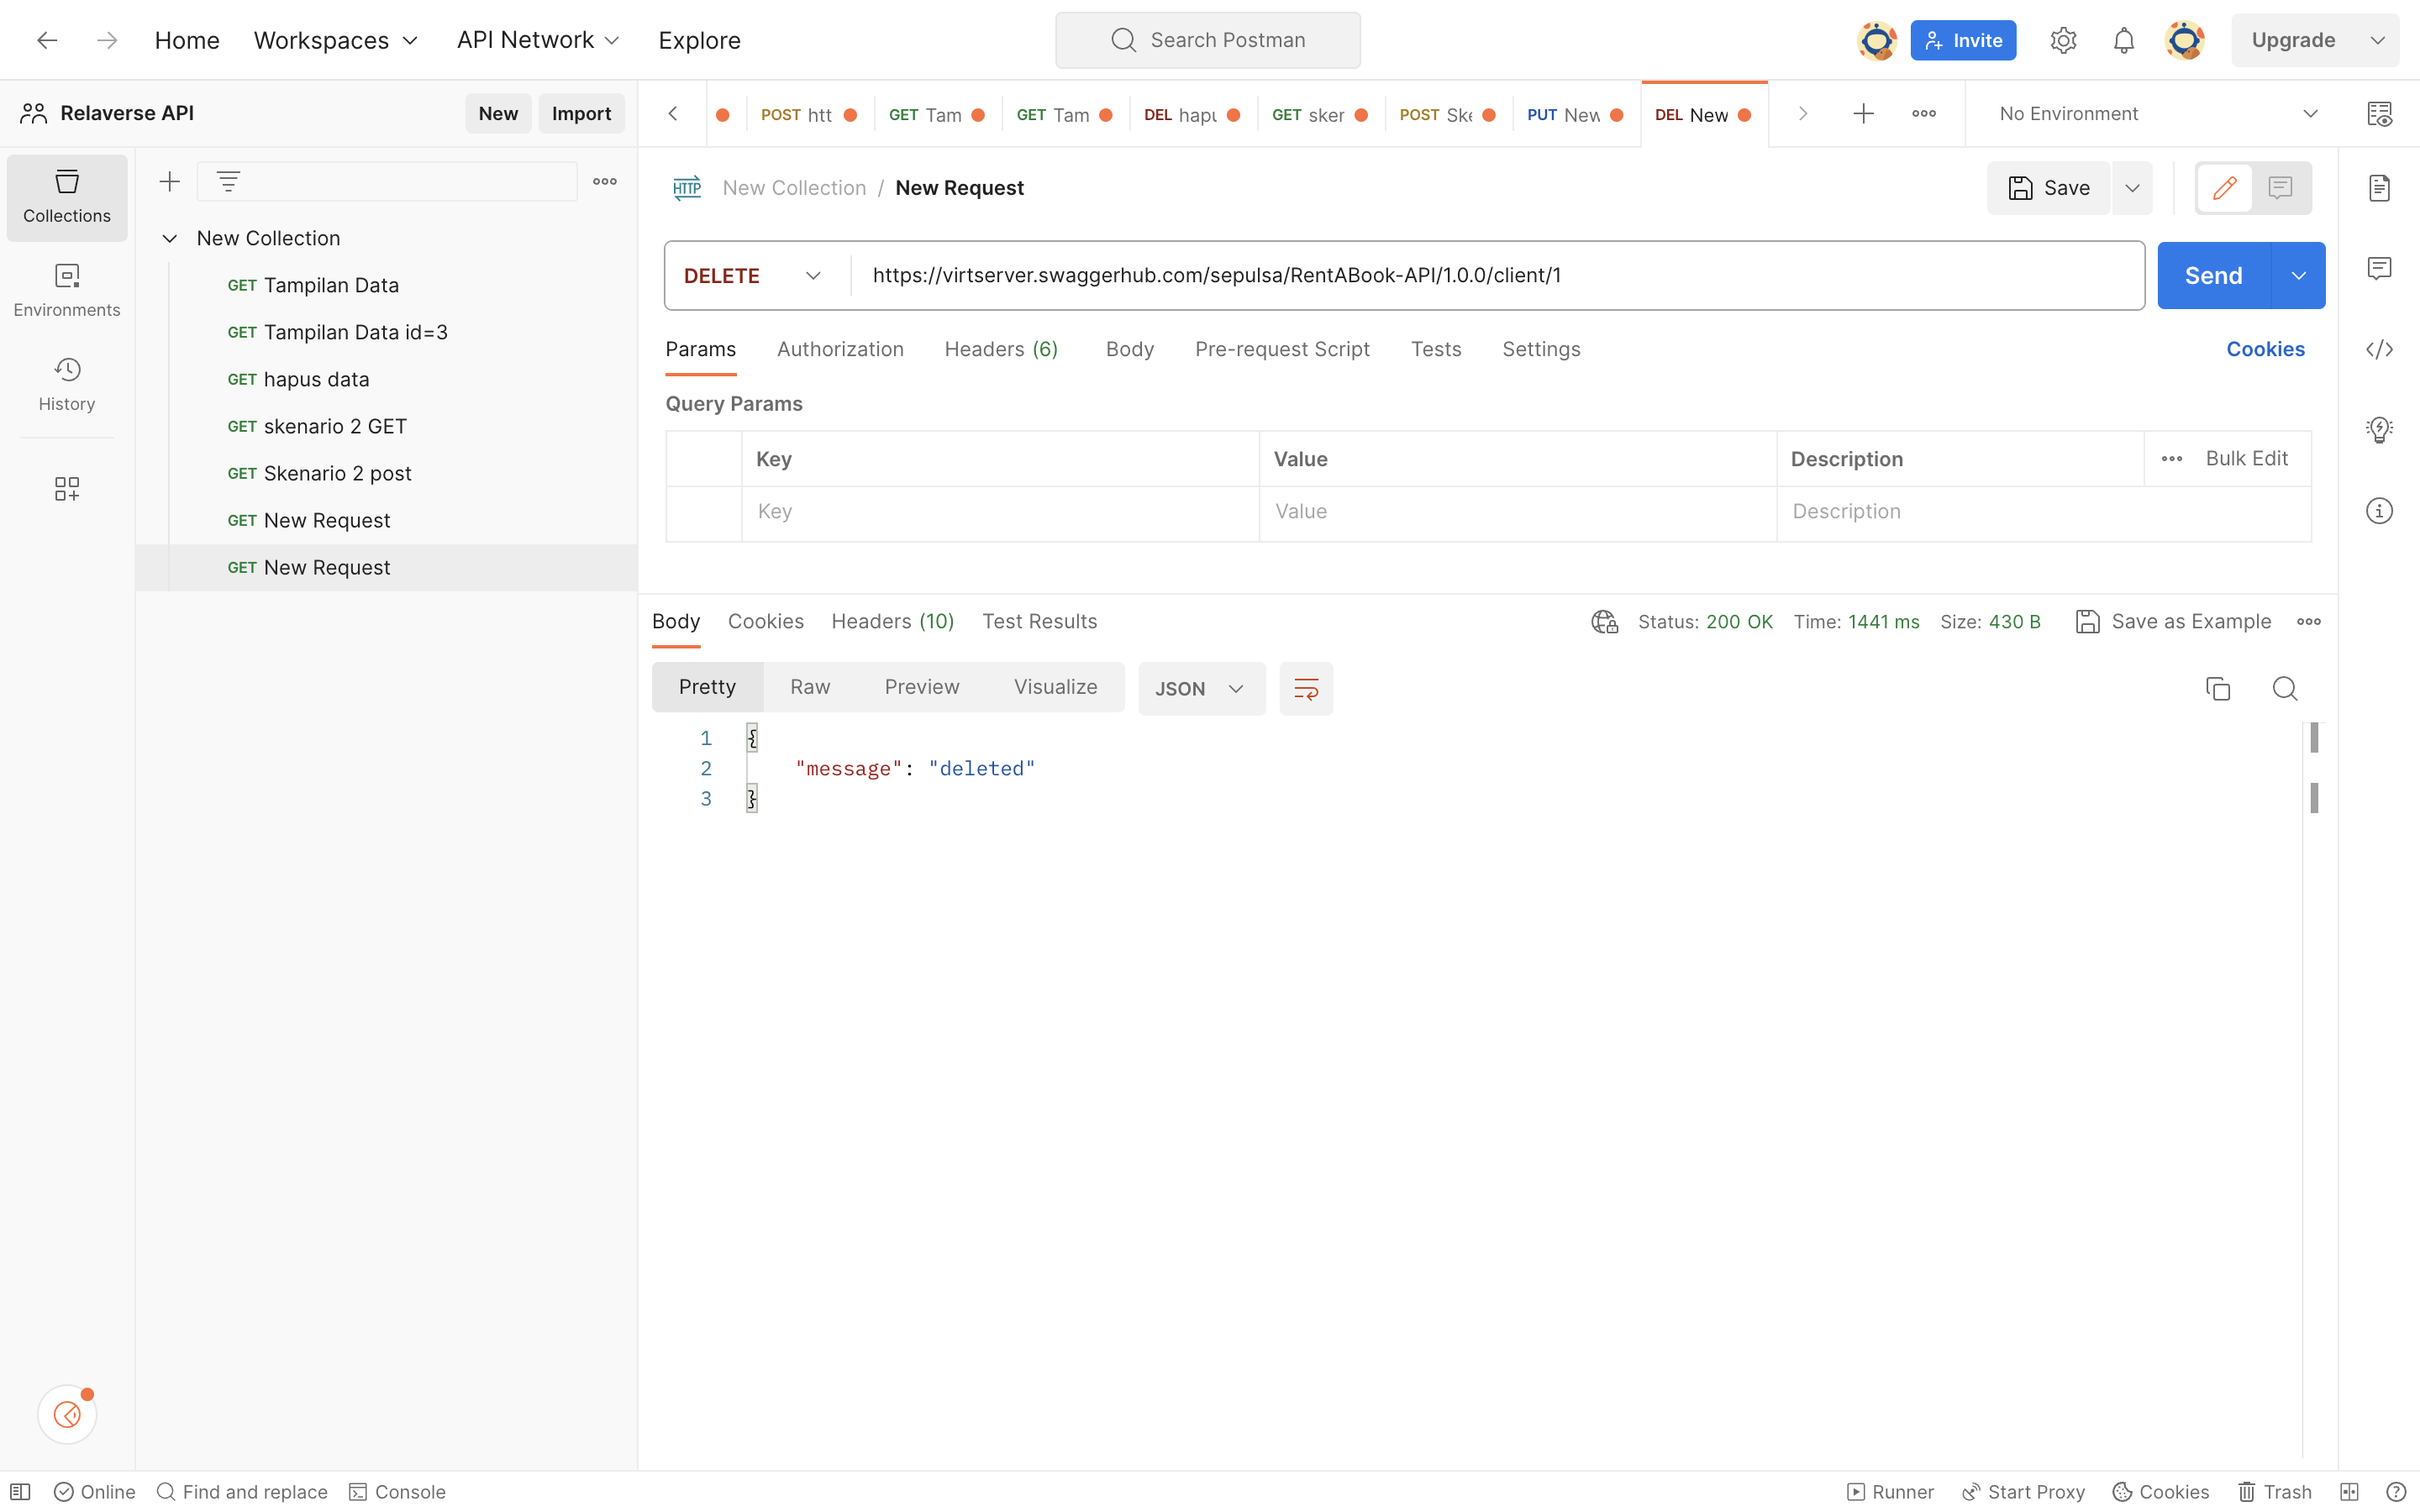 Home Workspaces API Network Explore Search Postman Invite Upgrade
Relaverse API New Import
POST htt GET Tam GET Tam DEL hapu GET sker POST Ske PUT New DEL New No Environment
Collections
Environments
History
New Collection
GET Tampilan Data
GET Tampilan Data id=3
GET hapus data
GET skenario 2 GET
GET Skenario 2 post
GET New Request
GET New Request
HTTP New Collection / New Request Save
DELETE https://virtserver.swaggerhub.com/sepulsa/RentABook-API/1.0.0/client/1 Send
Params Authorization Headers (6) Body Pre-request Script Tests Settings Cookies
Query Params
Key Value Description Bulk Edit
Key Value Description
Body Cookies Headers (10) Test Results Status: 200 OK Time: 1441 ms Size: 430 B Save as Example
Pretty Raw Preview Visualize JSON
1 {
2 "message": "deleted"
3 }
Online Find and replace Console Runner Start Proxy Cookies Trash